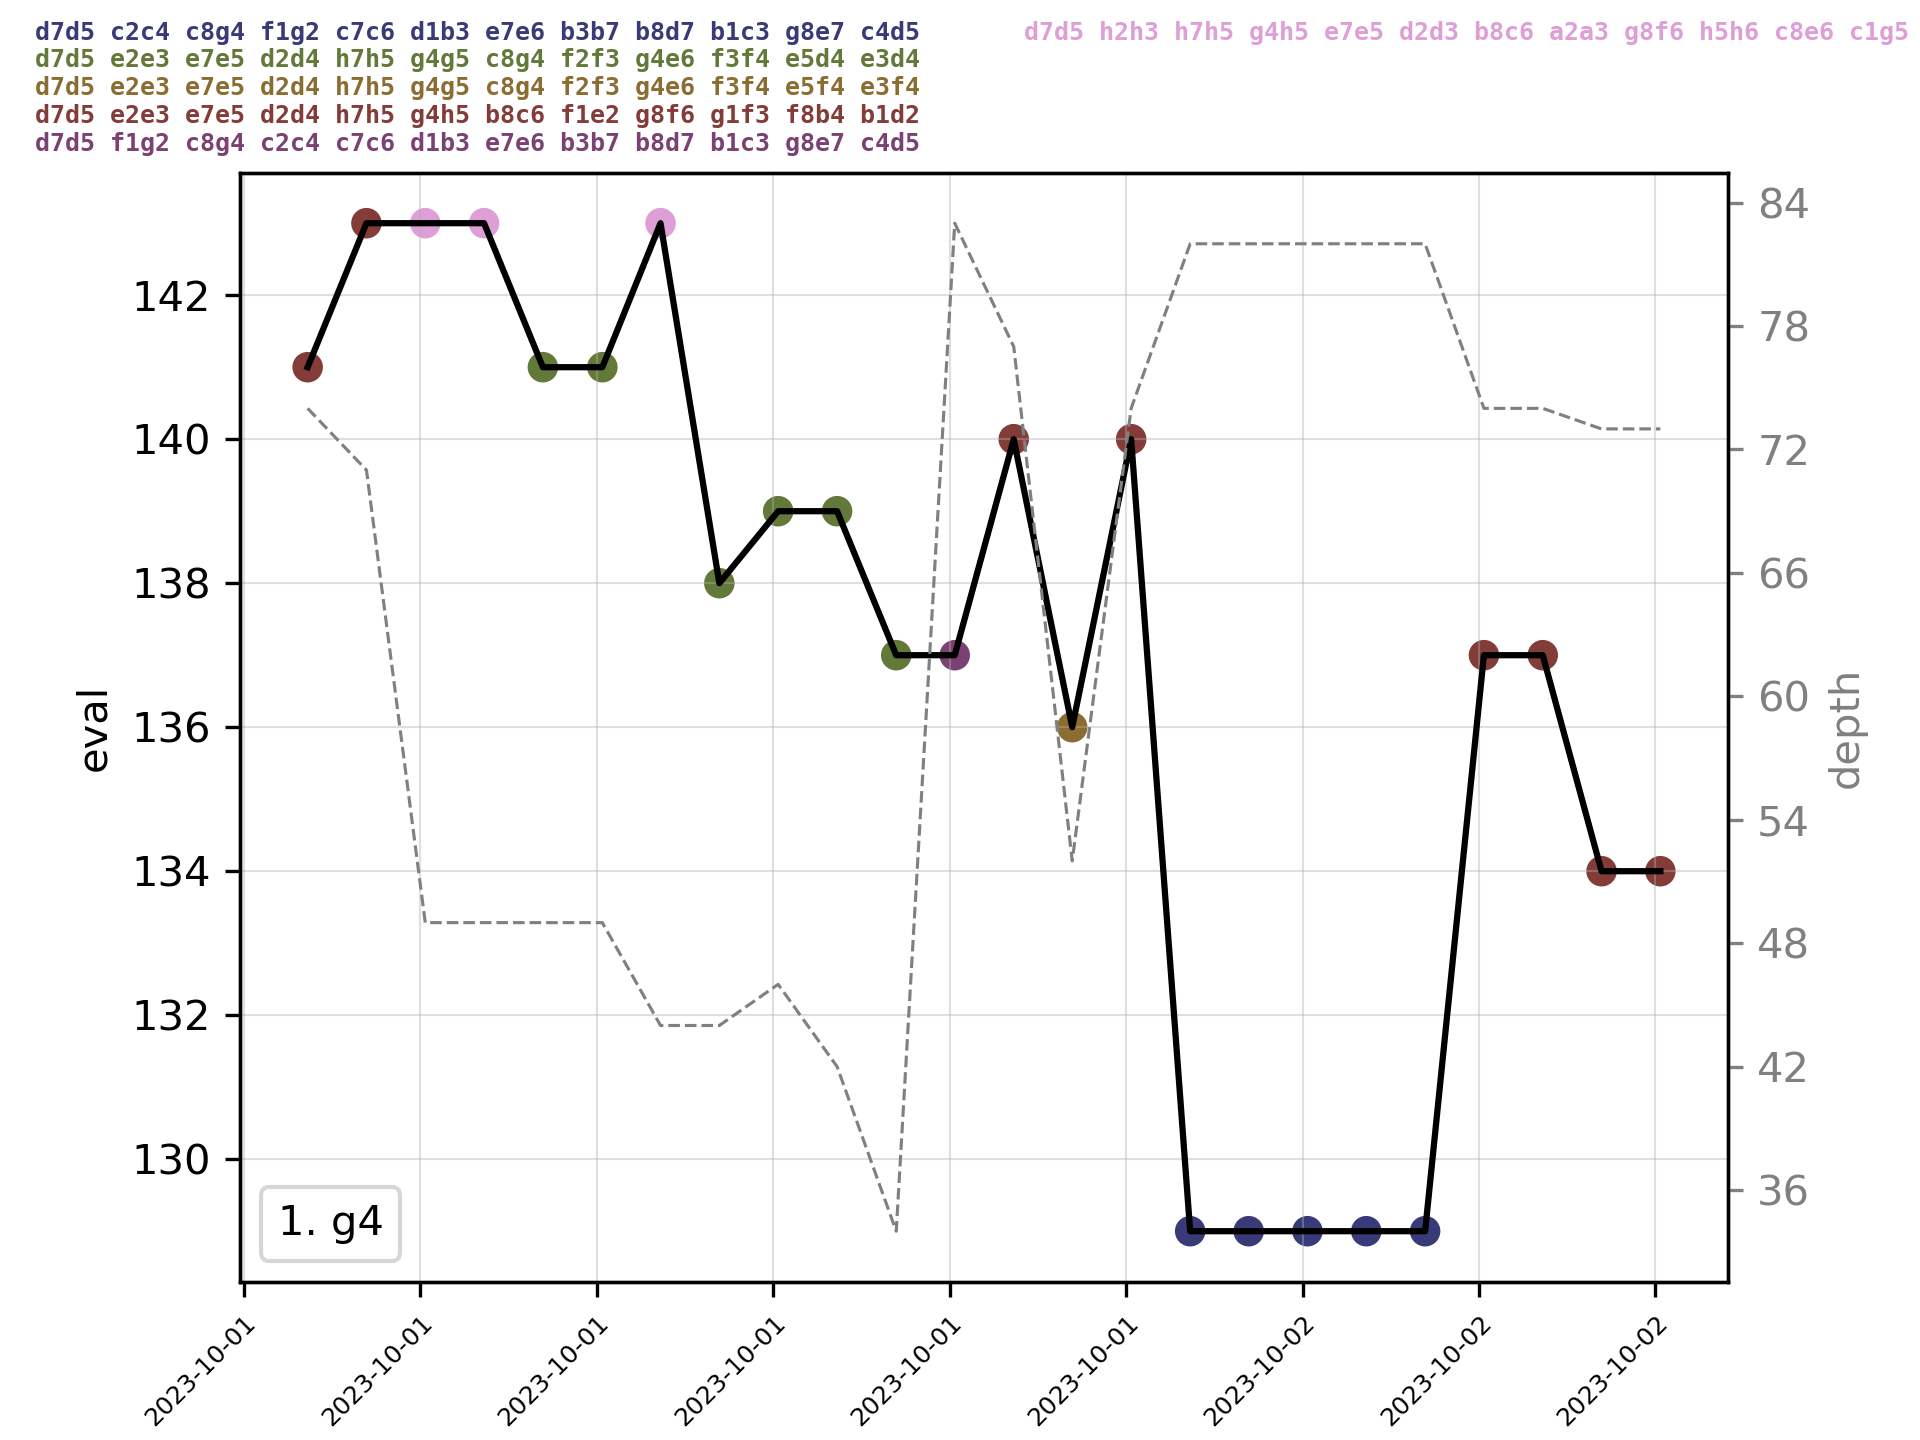 d7d5 c2c4 c8g4 f1g2 c7c6 d1b3 e7e6 b3b7 b8d7 b1c3 g8e7 c4d5
d7d5 e2e3 e7e5 d2d4 h7h5 g4g5 c8g4 f2f3 g4e6 f3f4 e5d4 e3d4
d7d5 e2e3 e7e5 d2d4 h7h5 g4g5 c8g4 f2f3 g4e6 f3f4 e5f4 e3f4
d7d5 e2e3 e7e5 d2d4 h7h5 g4h5 b8c6 f1e2 g8f6 g1f3 f8b4 b1d2
d7d5 f1g2 c8g4 c2c4 c7c6 d1b3 e7e6 b3b7 b8d7 b1c3 g8e7 c4d5
d7d5 h2h3 h7h5 g4h5 e7e5 d2d3 b8c6 a2a3 g8f6 h5h6 c8e6 c1g5
eval
142
140
138
136
134
132
130
84
78
72
66
60
54
48
42
36
depth
1. g4
2023-10-01
2023-10-01
2023-10-01
2023-10-01
2023-10-01
2023-10-01
2023-10-02
2023-10-02
2023-10-02